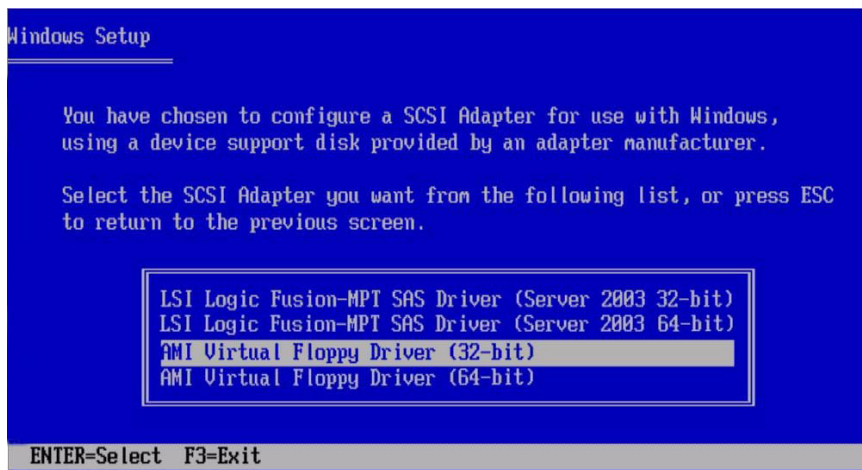 Windows Setup
You have chosen to configure a SCSI Adapter for use with Windows,
using a device support disk provided by an adapter manufacturer.
Select the SCSI Adapter you want from the following list, or press ESC
to return to the previous screen.
LSI Logic Fusion-MPT SAS Driver (Server 2003 32-bit)
LSI Logic Fusion-MPT SAS Driver (Server 2003 64-bit)
AMI Virtual Floppy Driver (32-bit)
AMI Virtual Floppy Driver (64-bit)
ENTER=Select  F3=Exit